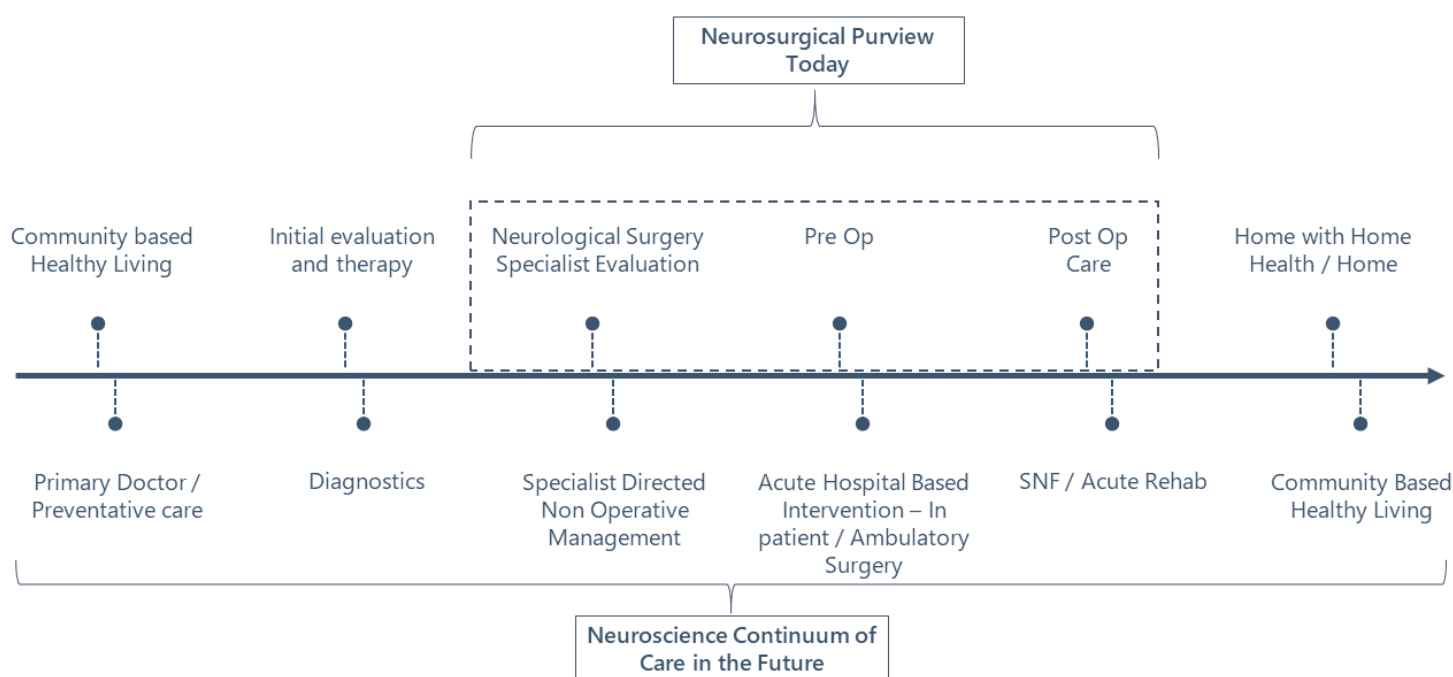 Neurosurgical Purview
Today
Community based
Healthy Living
Initial evaluation
and therapy
Neurological Surgery
Specialist Evaluation
Pre Op
Post Op
Care
Home with Home
Health / Home
Primary Doctor /
Preventative care
Diagnostics
Specialist Directed
Non Operative
Management
Acute Hospital Based
Intervention – In
patient / Ambulatory
Surgery
SNF / Acute Rehab
Community Based
Healthy Living
Neuroscience Continuum of
Care in the Future